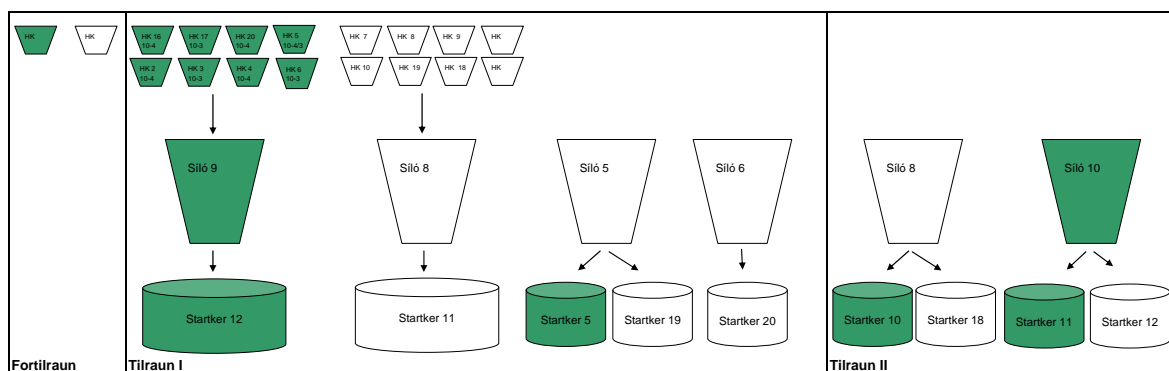 HK
HK
HK 16
10-4
HK 17
10-3
HK 20
10-4
HK 5
10-4/3
HK 7
HK 8
HK 9
HK
HK 2
10-4
HK 3
10-3
HK 4
10-4
HK 6
10-3
HK 10
HK 19
HK 18
HK
Síló 9
Síló 8
Síló 5
Síló 6
Síló 8
Síló 10
Startker 12
Startker 11
Startker 5
Startker 19
Startker 20
Startker 10
Startker 18
Startker 11
Startker 12
Fortilraun
Tilraun I
Tilraun II